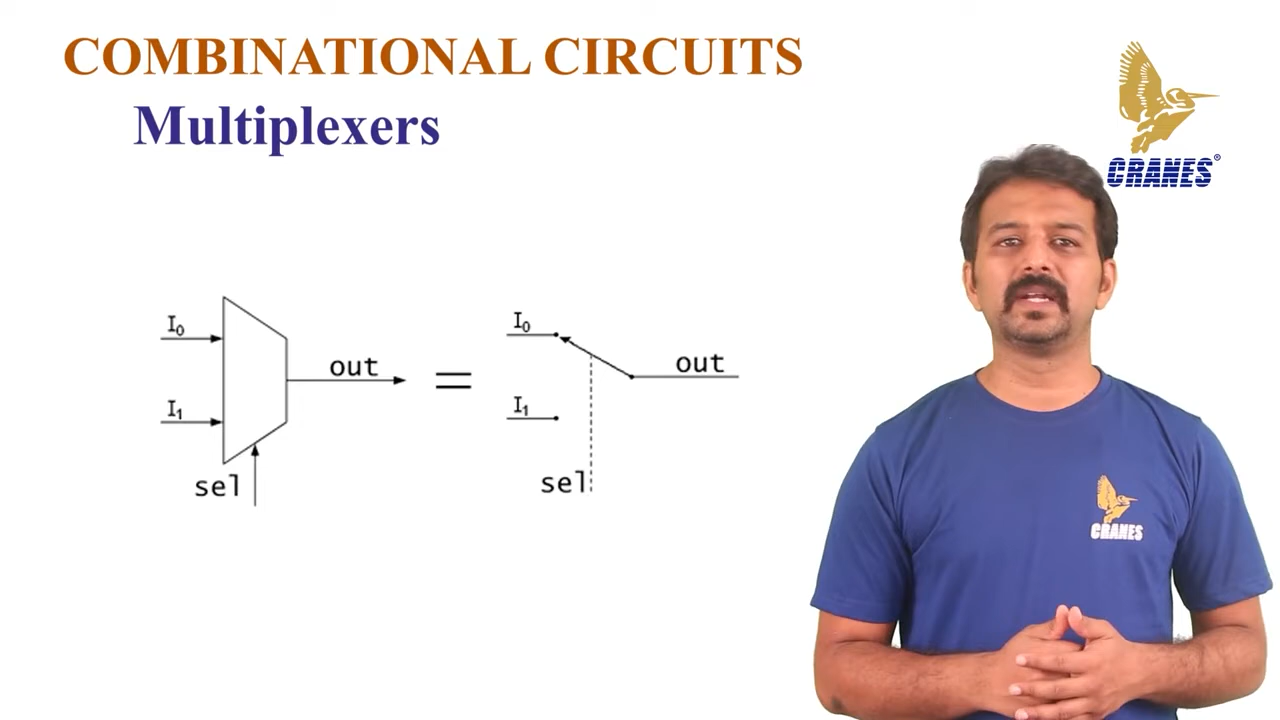 COMBINATIONAL CIRCUITS
Multiplexers
CRANES®
I₀
I₁
out
sel
=
I₀
I₁
out
sel
CRANES